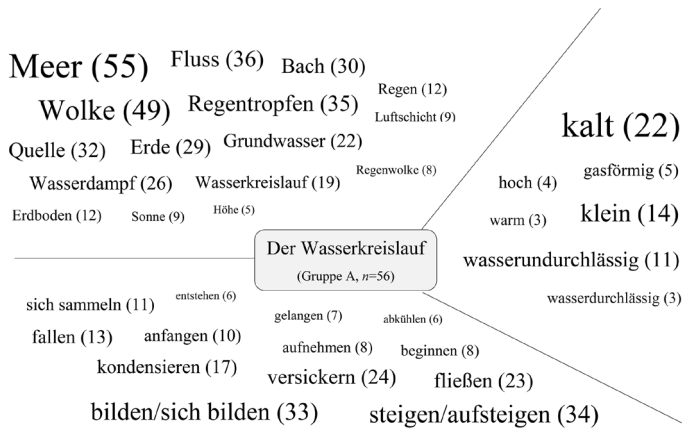 Meer (55) Fluss (36) Bach (30)
Regen (12)
Wolke (49) Regentropfen (35)
Luftschicht (9)
Quelle (32) Erde (29) Grundwasser (22)
Wasserdampf (26) Wasserkreislauf (19) Regenwolke (8)
Erdboden (12) Sonne (9) Höhe (5)
kalt (22)
hoch (4) gasförmig (5)
warm (3) klein (14)
wasserundurchlässig (11)
wasserdurchlässig (3)
Der Wasserkreislauf
(Gruppe A, n=56)
sich sammeln (11) entstehen (6)
gelangen (7) abkühlen (6)
fallen (13) anfangen (10)
aufnehmen (8) beginnen (8)
kondensieren (17)
versickern (24) fließen (23)
bilden/sich bilden (33) steigen/aufsteigen (34)